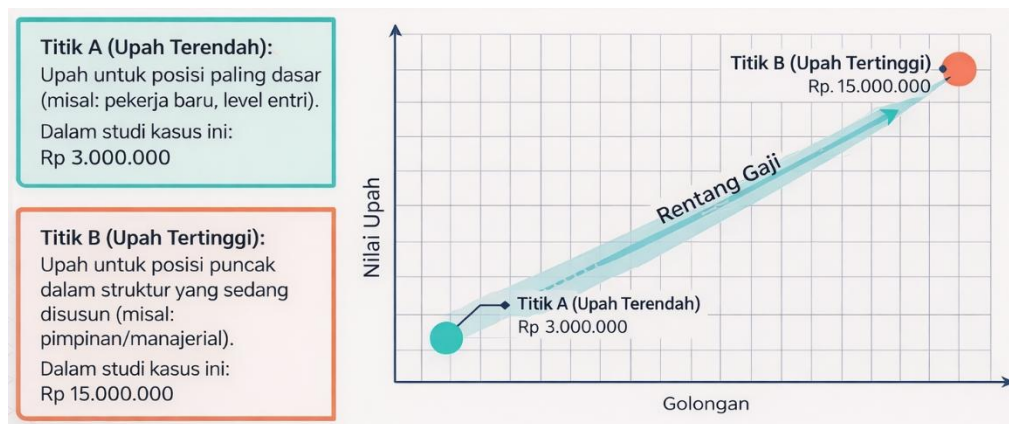 Titik A (Upah Terendah):
Upah untuk posisi paling dasar
(misal: pekerja baru, level entri).
Dalam studi kasus ini:
Rp 3.000.000
Titik B (Upah Tertinggi):
Upah untuk posisi puncak
dalam struktur yang sedang
disusun (misal:
pimpinan/manajerial).
Dalam studi kasus ini:
Rp 15.000.000
Nilai Upah
Titik B (Upah Tertinggi)
Rp. 15.000.000
Rentang Gaji
Titik A (Upah Terendah)
Rp 3.000.000
Golongan